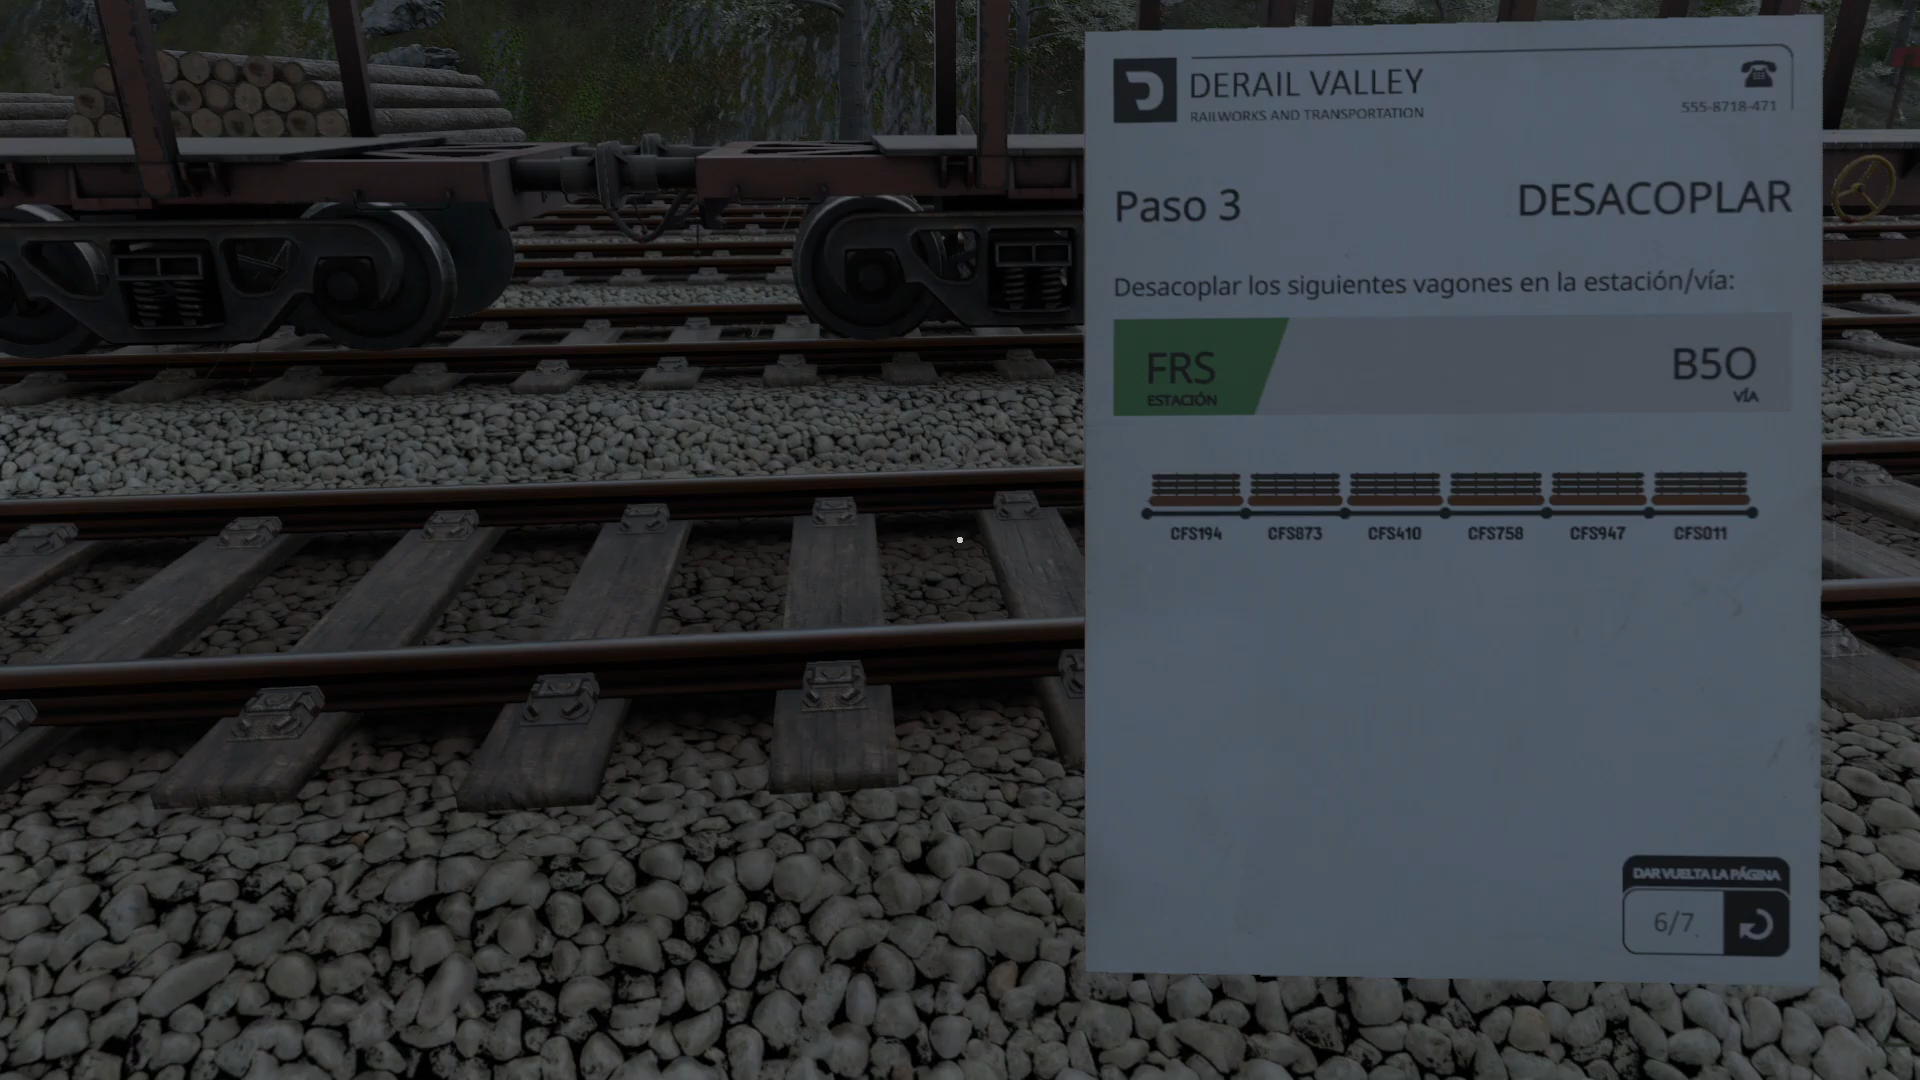 DERAIL VALLEY
RAILWORKS AND TRANSPORTATION
555-8718-471
Paso 3
DESACOPLAR
Desacoplar los siguientes vagones en la estación/vía:
FRS
ESTACIÓN
B5O
VÍA
CFS194 CFS873 CFS410 CFS758 CFS947 CFS011
DAR VUELTA LA PÁGINA
6/7